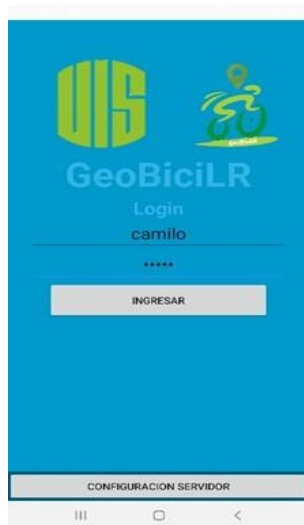 UIS
GeoBiciLR
Login
camilo
•••••
INGRESAR
CONFIGURACION SERVIDOR